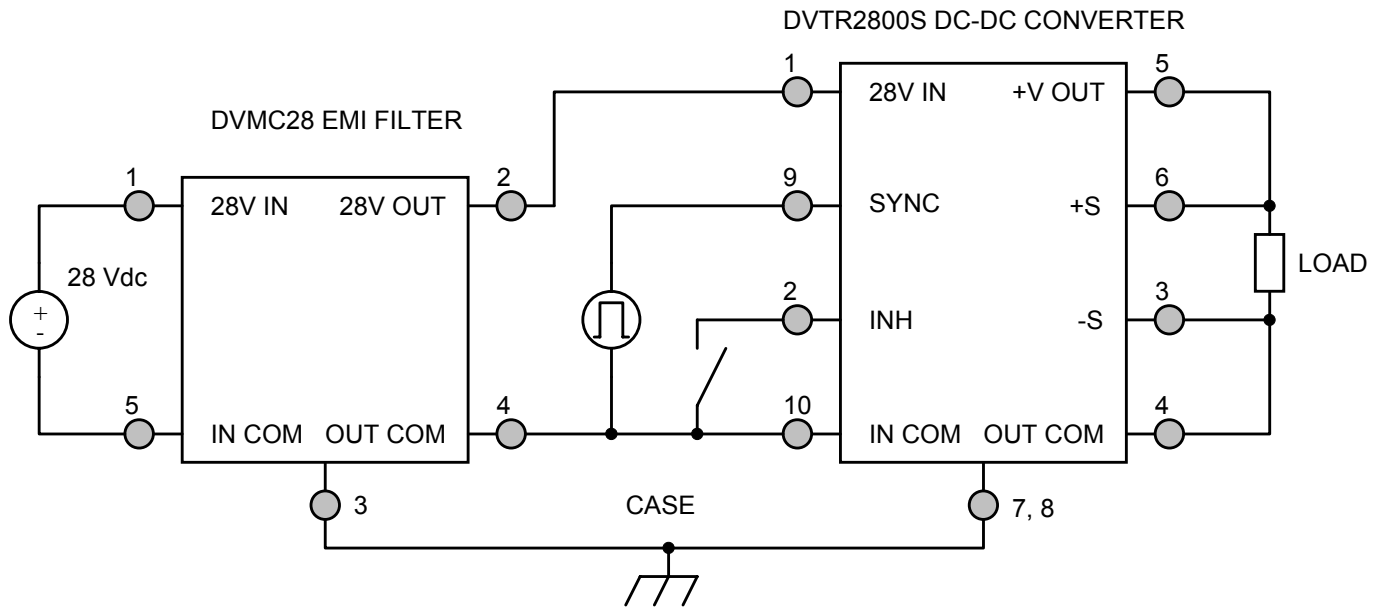 DVTR2800S DC-DC CONVERTER
DVMC28 EMI FILTER
28 Vdc
+
-
1
5
28V IN
28V OUT
IN COM
OUT COM
2
4
3
CASE
1
9
2
10
28V IN
+V OUT
SYNC
+S
INH
-S
IN COM
OUT COM
5
6
3
4
7, 8
LOAD